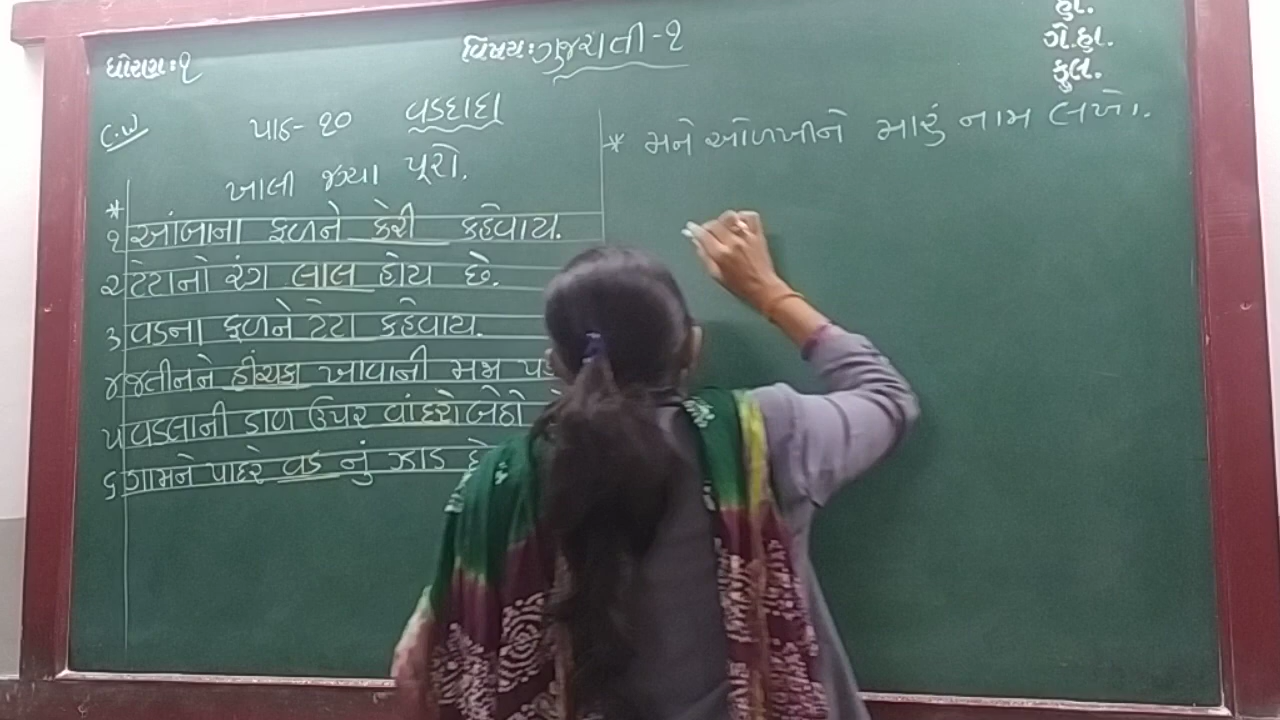 ધોરણ:૧
વિષય:ગુજરાતી-૧
હા.
ગે.હા.
કુલ.
C.W
પાઠ-૧૦ વડદાદા
* ખાલી જગ્યા પૂરો.
૧ આંબાના ફળને કેરી કહેવાય.
૨ ટેટાનો રંગ લાલ હોય છે.
૩ વડના ફળને ટેટા કહેવાય.
૪ જતીનને હીંચકા ખાવાની મજા
૫ વડલાની ડાળ ઉપર વાંદરો બેઠો
૬ ગામને પાદરે વડ નું ઝાડ
* મને ઓળખીને મારું નામ લખો.